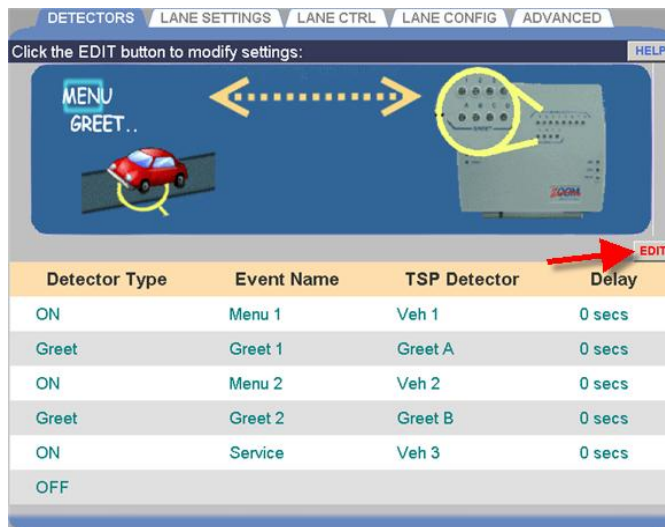 DETECTORS LANE SETTINGS LANE CTRL LANE CONFIG ADVANCED
Click the EDIT button to modify settings: HELP
MENU
GREET..
ZOOM
EDIT
Detector Type Event Name TSP Detector Delay
ON Menu 1 Veh 1 0 secs
Greet Greet 1 Greet A 0 secs
ON Menu 2 Veh 2 0 secs
Greet Greet 2 Greet B 0 secs
ON Service Veh 3 0 secs
OFF